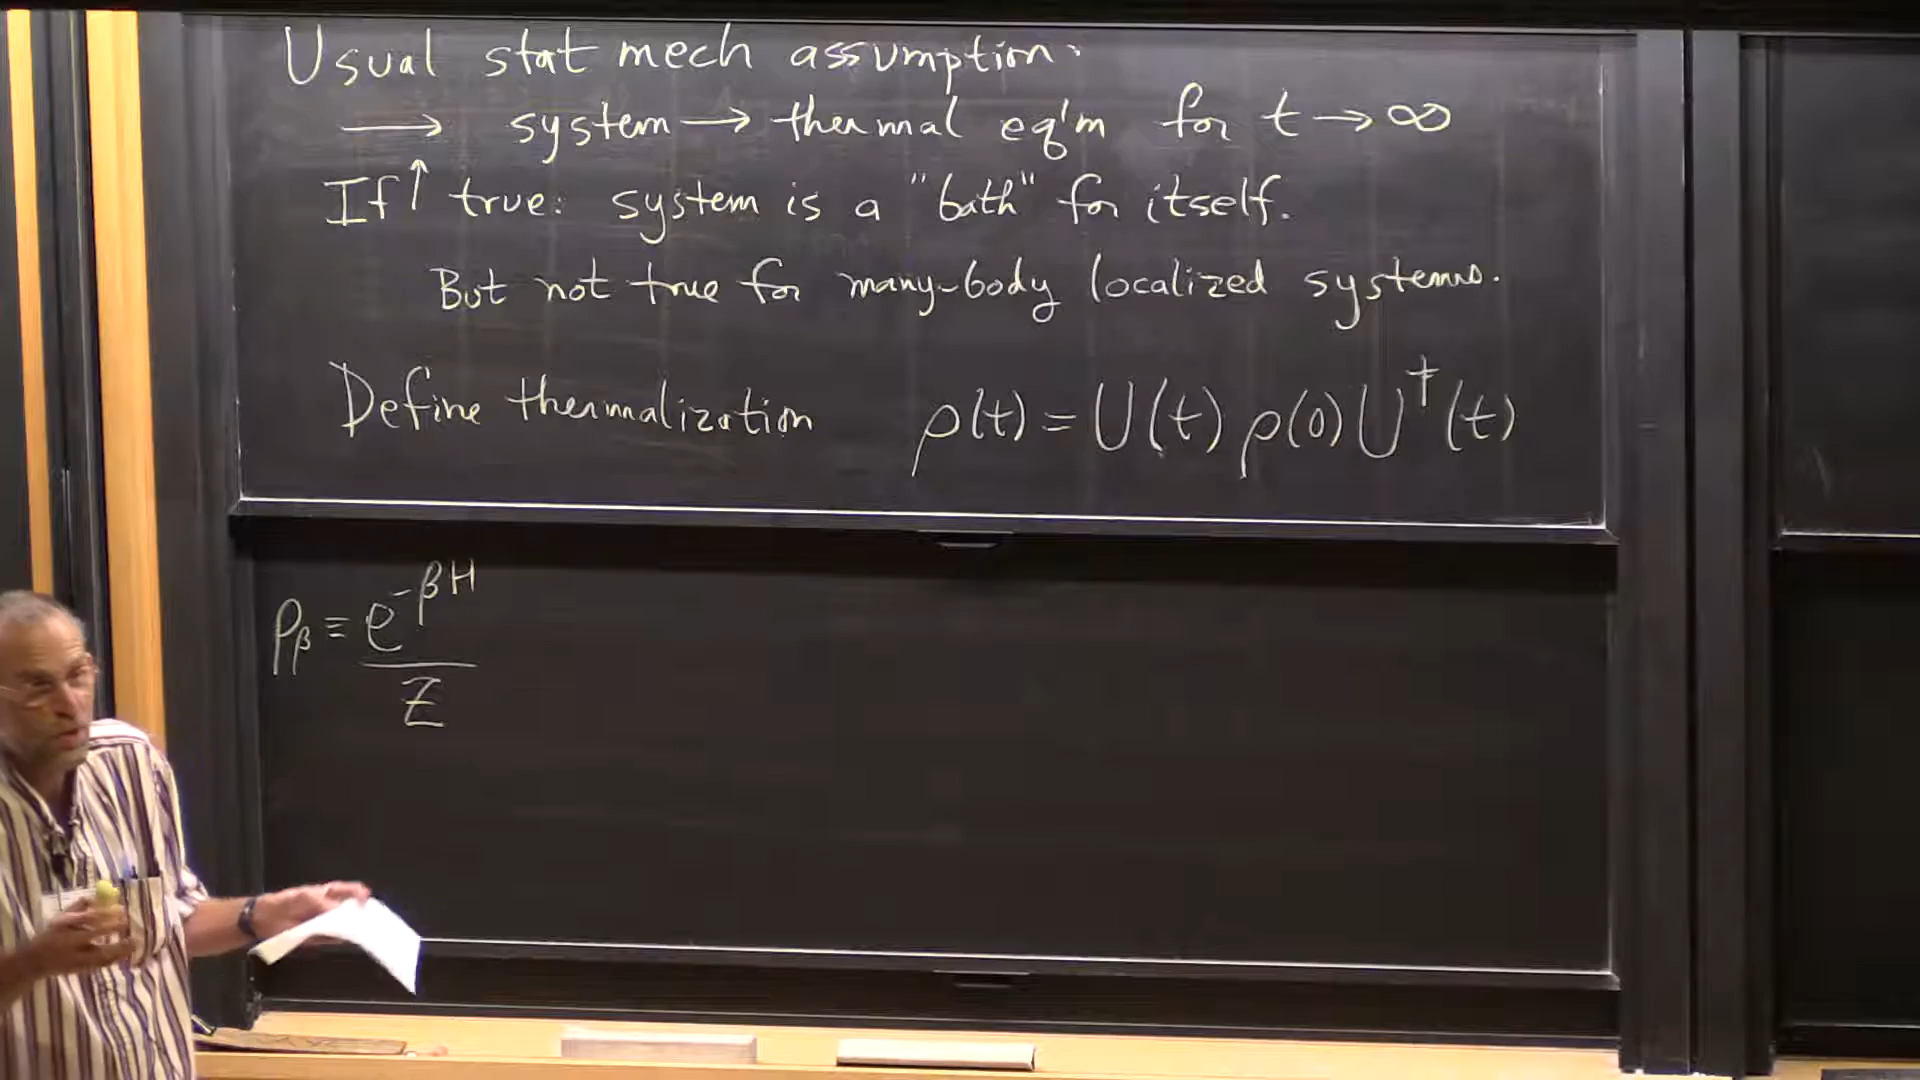 Usual stat mech assumption:
⟶ system → thermal eq'm for t → ∞
If ↑ true: system is a "bath" for itself.
But not true for many-body localized systems.
Define thermalization ρ(t) = U(t) ρ(0) U†(t)
ρ_β ≡ e^{-βH} / Z